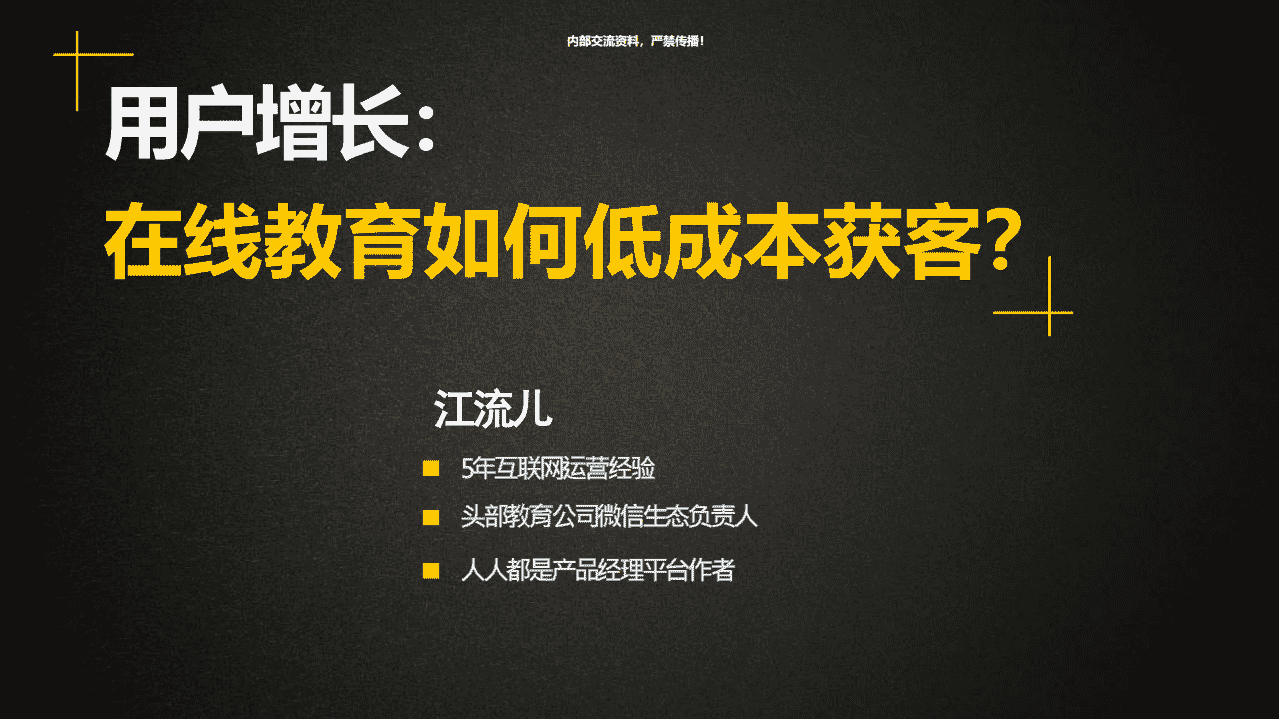 内部交流资料，严禁传播！
用户增长：
在线教育如何低成本获客？
江流儿
5年互联网运营经验
头部教育公司微信生态负责人
人人都是产品经理平台作者